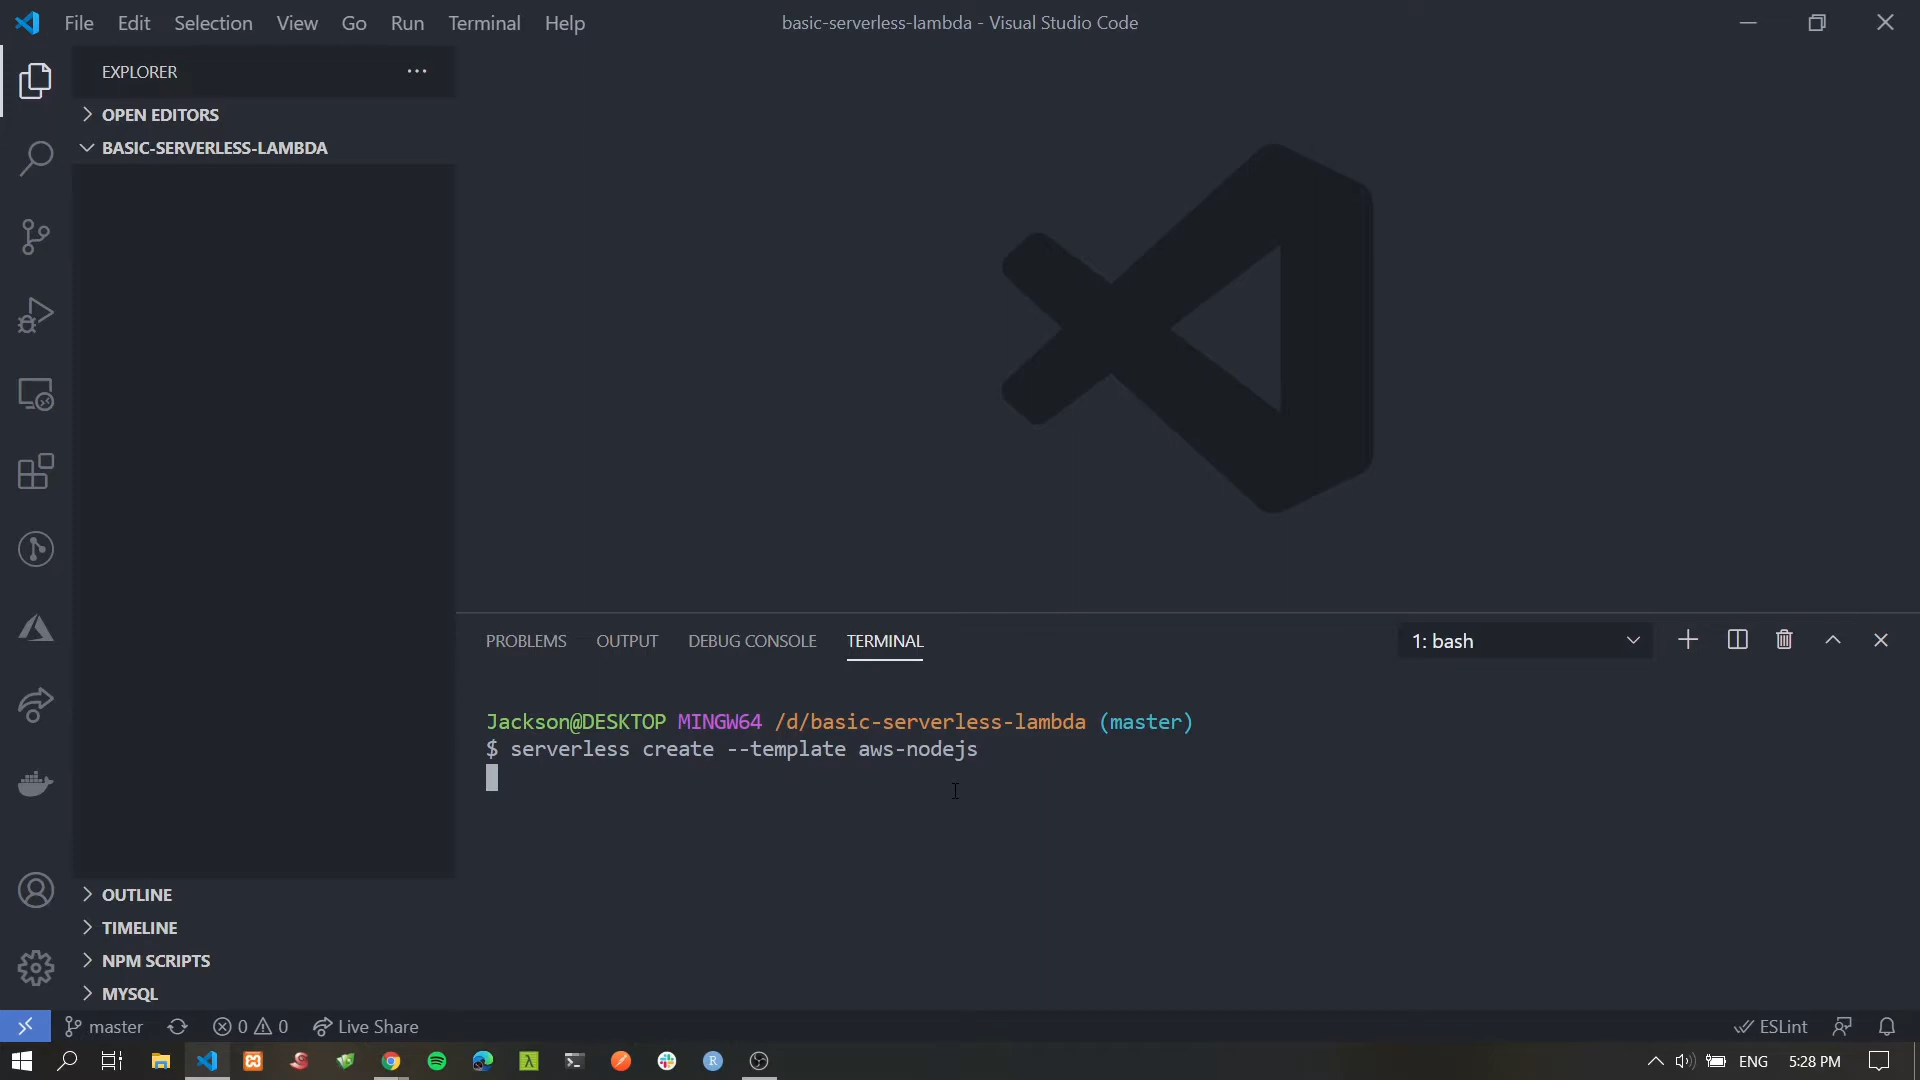 File Edit Selection View Go Run Terminal Help
basic-serverless-lambda - Visual Studio Code
EXPLORER
OPEN EDITORS
BASIC-SERVERLESS-LAMBDA
PROBLEMS OUTPUT DEBUG CONSOLE TERMINAL
1: bash
Jackson@DESKTOP MINGW64 /d/basic-serverless-lambda (master)
$ serverless create --template aws-nodejs
OUTLINE
TIMELINE
NPM SCRIPTS
MYSQL
master 0 0 Live Share
ESLint
ENG 5:28 PM